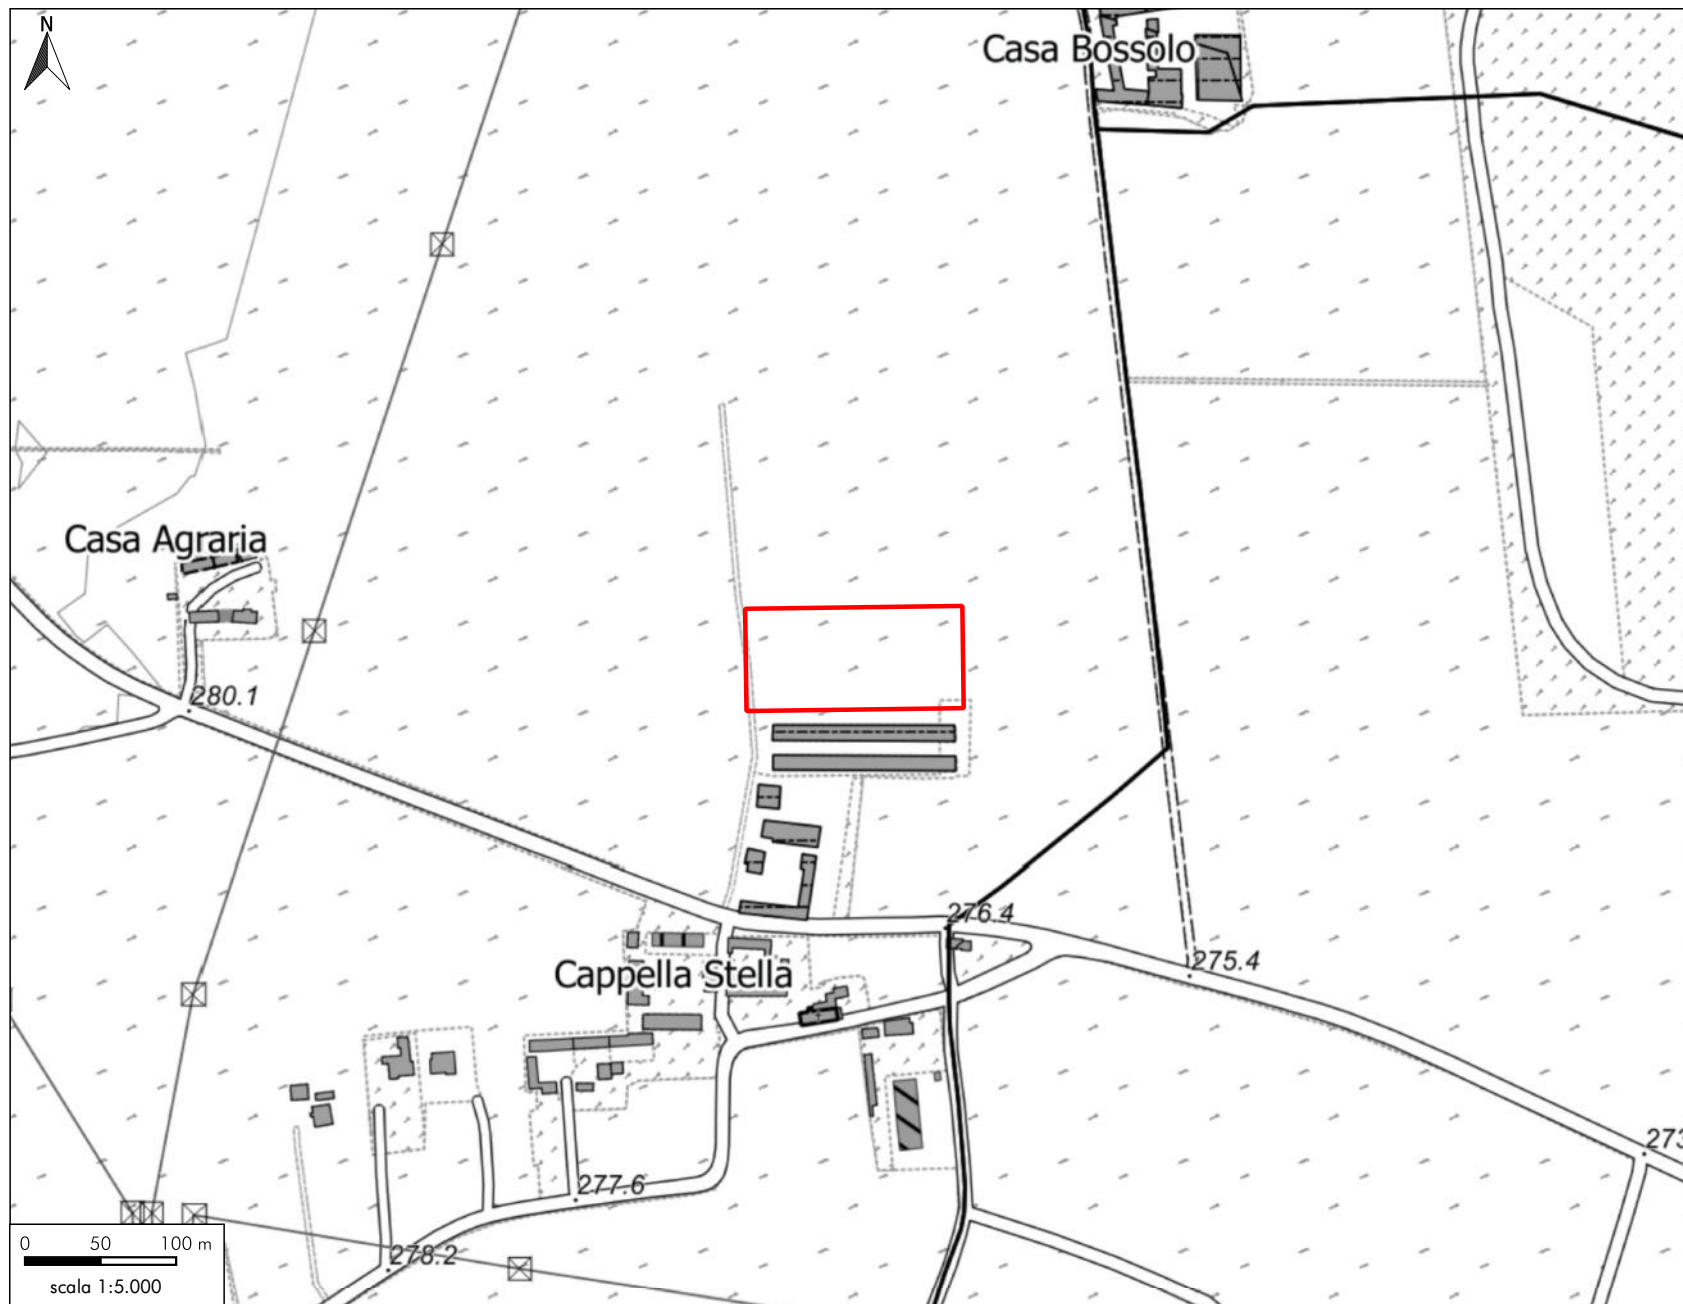 N
Casa Bossolo
Casa Agraria
280.1
276.4
275.4
Cappella Stella
273
277.6
278.2
0 50 100 m
scala 1:5.000